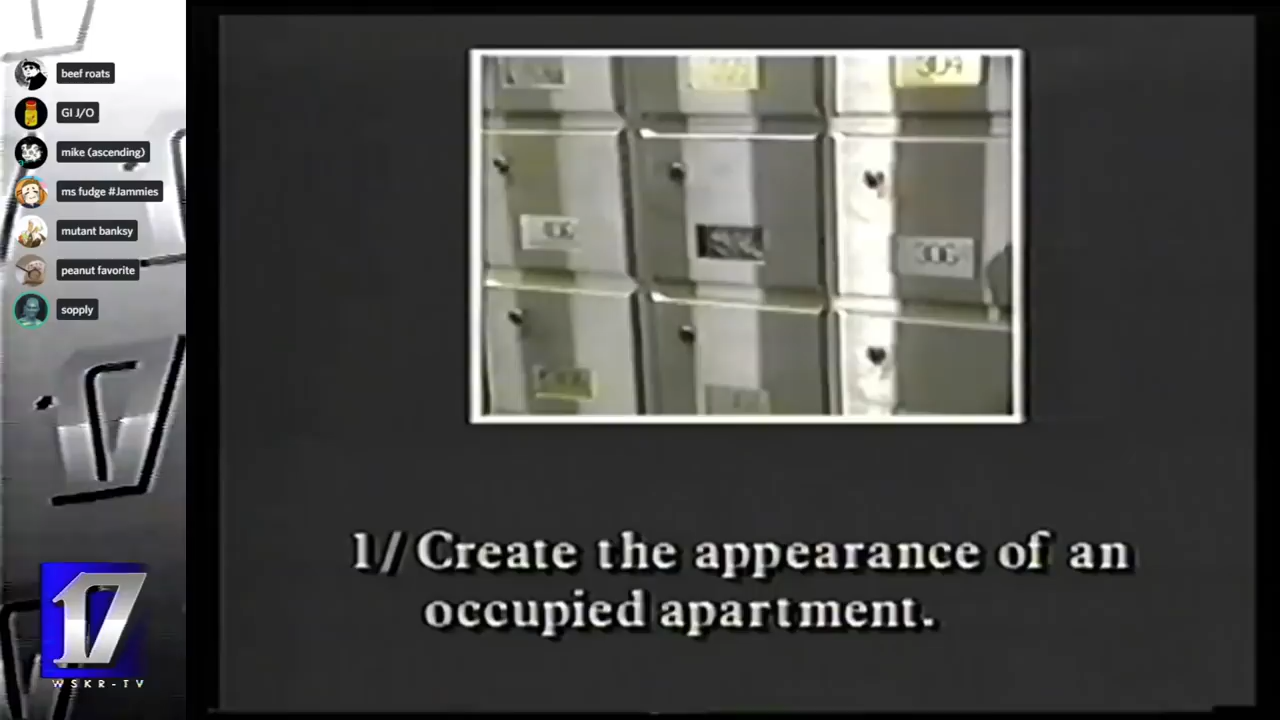 beef roats
GI J/O
mike (ascending)
ms fudge #Jammies
mutant banksy
peanut favorite
sopply
17
WSKR-TV
30G
1/ Create the appearance of an
occupied apartment.